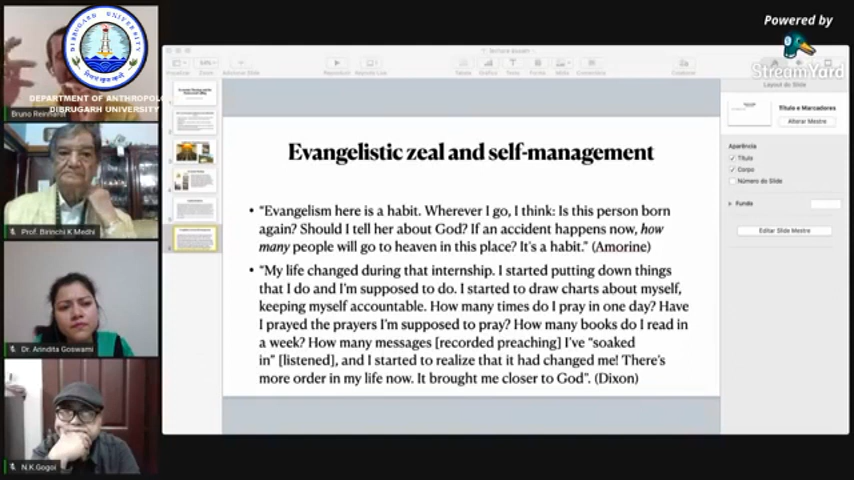 Powered by
StreamYard
DIBRUGARH UNIVERSITY
DEPARTMENT OF ANTHROPOLO
DIBRUGARH UNIVERSITY
Bruno Reinhardt
Prof. Birinchi K Medhi
Dr. Arindita Goswami
N.K.Gogoi
Evangelistic zeal and self-management
• “Evangelism here is a habit. Wherever I go, I think: Is this person born
again? Should I tell her about God? If an accident happens now, how
many people will go to heaven in this place? It's a habit.” (Amorine)
• “My life changed during that internship. I started putting down things
that I do and I'm supposed to do. I started to draw charts about myself,
keeping myself accountable. How many times do I pray in one day? Have
I prayed the prayers I'm supposed to pray? How many books do I read in
a week? How many messages [recorded preaching] I've “soaked
in” [listened], and I started to realize that it had changed me! There's
more order in my life now. It brought me closer to God”. (Dixon)
Layout do Slide
Título e Marcadores
Alterar Mestre
Aparência
Título
Corpo
Número do Slide
Fundo
Editar Slide Mestre